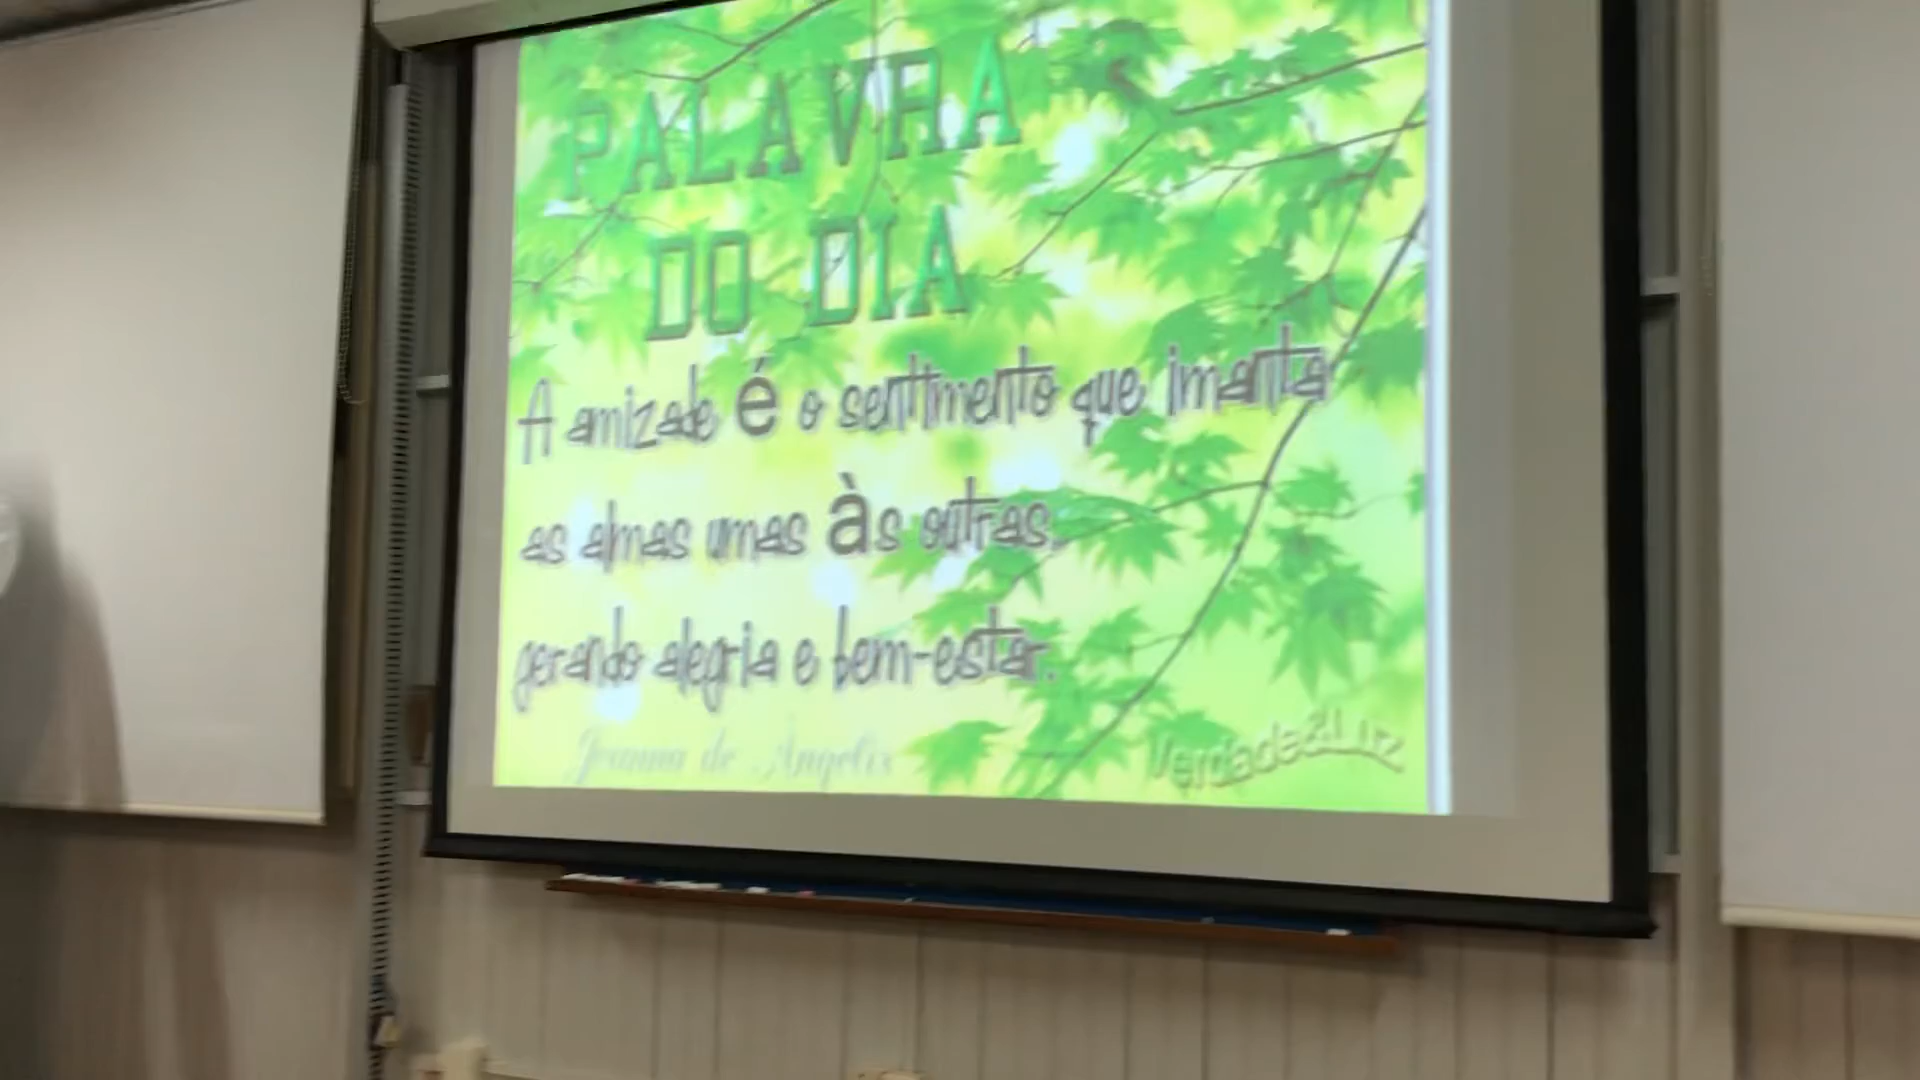 PALAVRA
DO DIA
A amizade é o sentimento que imanta
as almas umas às outras,
gerando alegria e bem-estar.
Joanna de Ângelis
Verdade&Luz